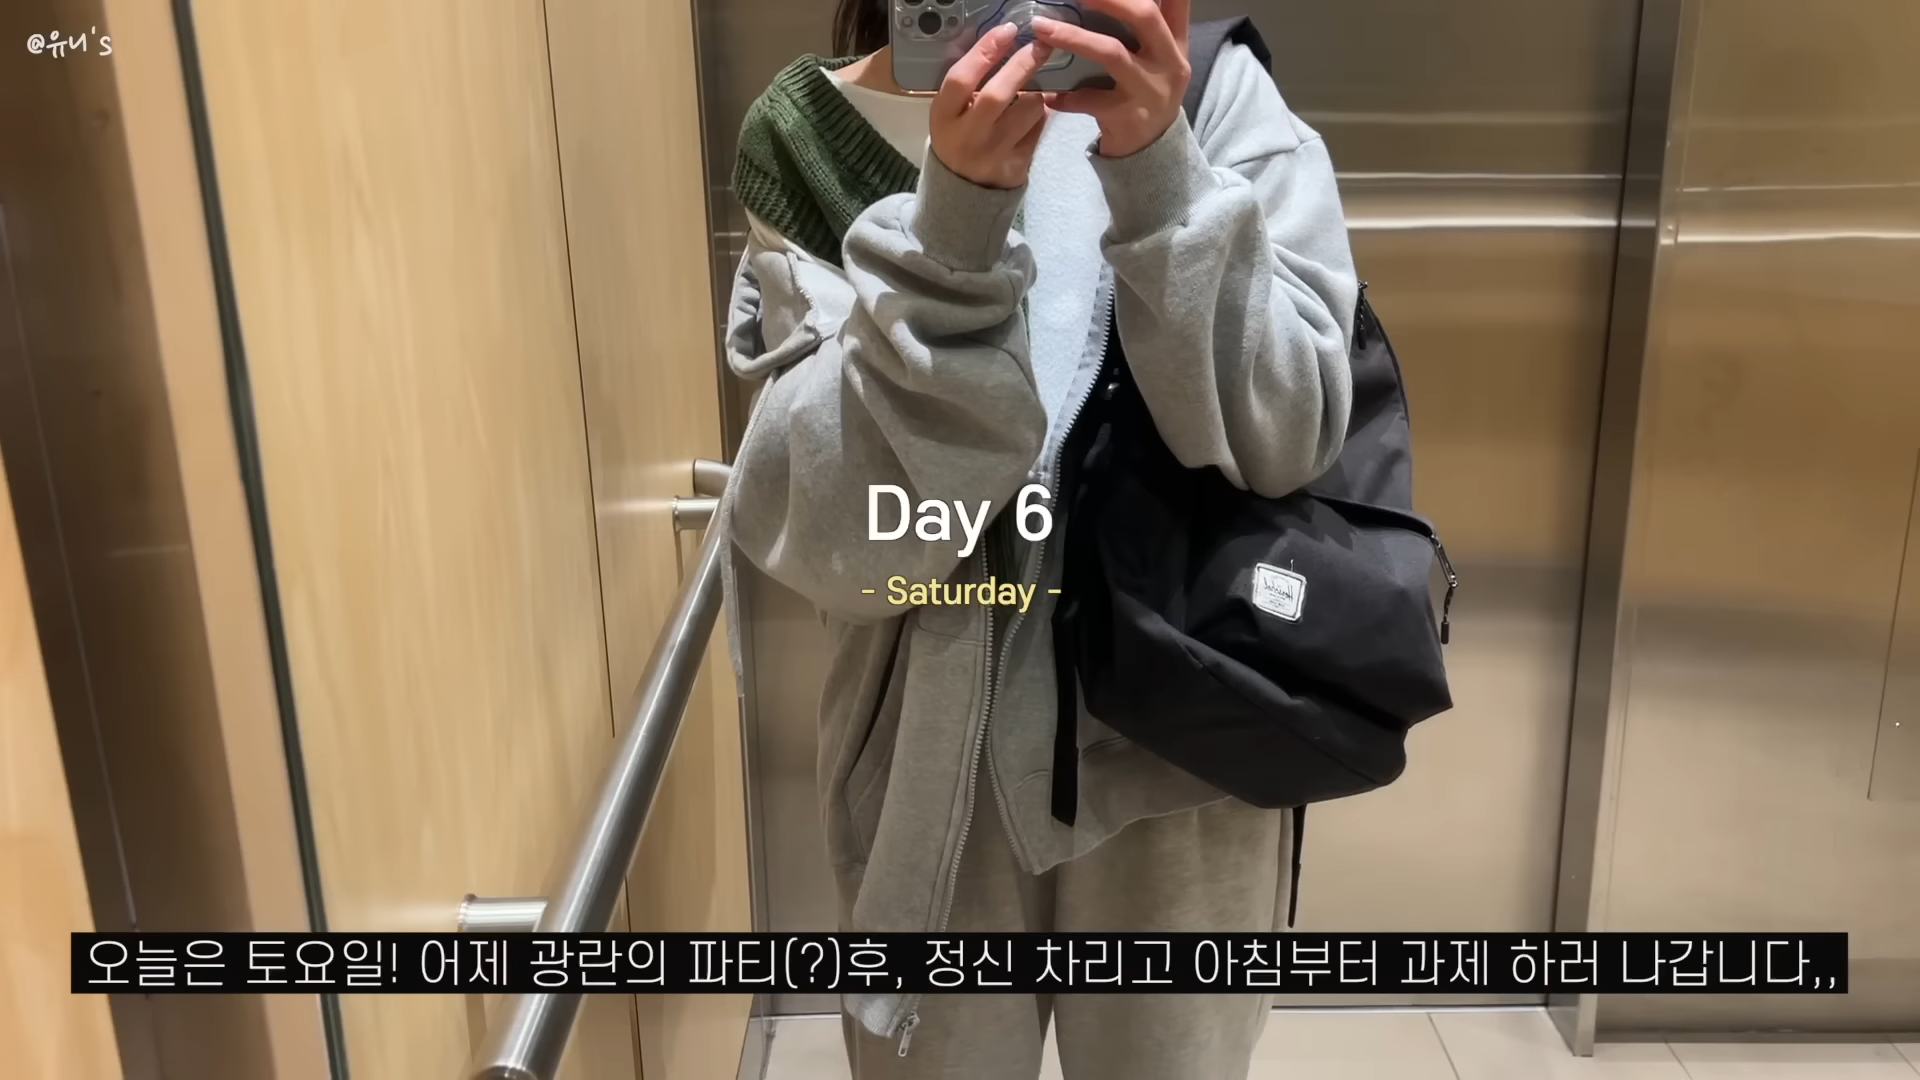 @유니's
Day 6
- Saturday -
오늘은 토요일! 어제 광란의 파티(?)후, 정신 차리고 아침부터 과제 하러 나갑니다,,